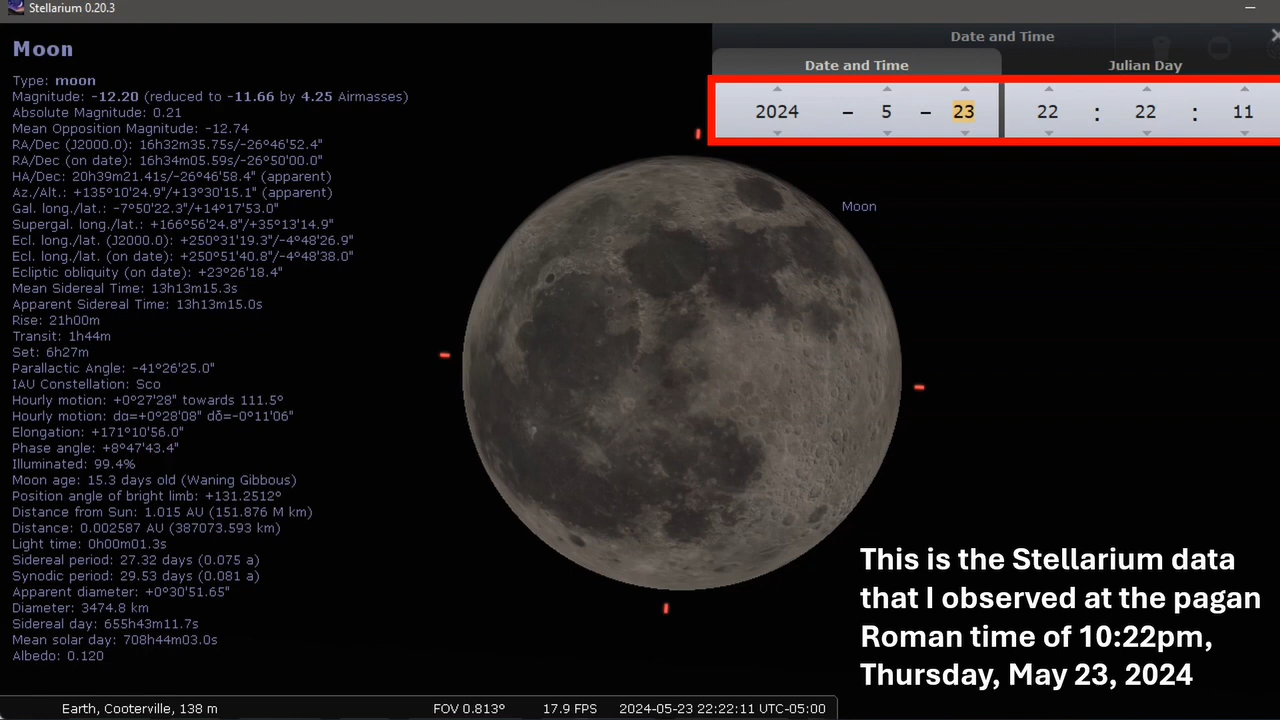 Stellarium 0.20.3
Moon
Type: moon
Magnitude: -12.20 (reduced to -11.66 by 4.25 Airmasses)
Absolute Magnitude: 0.21
Mean Opposition Magnitude: -12.74
RA/Dec (J2000.0): 16h32m35.75s/-26°46'52.4"
RA/Dec (on date): 16h34m05.59s/-26°50'00.0"
HA/Dec: 20h39m21.41s/-26°46'58.4" (apparent)
Az./Alt.: +135°10'24.9"/+13°30'15.1" (apparent)
Gal. long./lat.: -7°50'22.3"/+14°17'53.0"
Supergal. long./lat.: +166°56'24.8"/+35°13'14.9"
Ecl. long./lat. (J2000.0): +250°31'19.3"/-4°48'26.9"
Ecl. long./lat. (on date): +250°51'40.8"/-4°48'38.0"
Ecliptic obliquity (on date): +23°26'18.4"
Mean Sidereal Time: 13h13m15.3s
Apparent Sidereal Time: 13h13m15.0s
Rise: 21h00m
Transit: 1h44m
Set: 6h27m
Parallactic Angle: -41°26'25.0"
IAU Constellation: Sco
Hourly motion: +0°27'28" towards 111.5°
Hourly motion: dα=+0°28'08" dδ=-0°11'06"
Elongation: +171°10'56.0"
Phase angle: +8°47'43.4"
Illuminated: 99.4%
Moon age: 15.3 days old (Waning Gibbous)
Position angle of bright limb: +131.2512°
Distance from Sun: 1.015 AU (151.876 M km)
Distance: 0.002587 AU (387073.593 km)
Light time: 0h00m01.3s
Sidereal period: 27.32 days (0.075 a)
Synodic period: 29.53 days (0.081 a)
Apparent diameter: +0°30'51.65"
Diameter: 3474.8 km
Sidereal day: 655h43m11.7s
Mean solar day: 708h44m03.0s
Albedo: 0.120
Date and Time
Date and Time Julian Day
2024 - 5 - 23 22 : 22 : 11
Moon
This is the Stellarium data
that I observed at the pagan
Roman time of 10:22pm,
Thursday, May 23, 2024
Earth, Cooterville, 138 m FOV 0.813° 17.9 FPS 2024-05-23 22:22:11 UTC-05:00